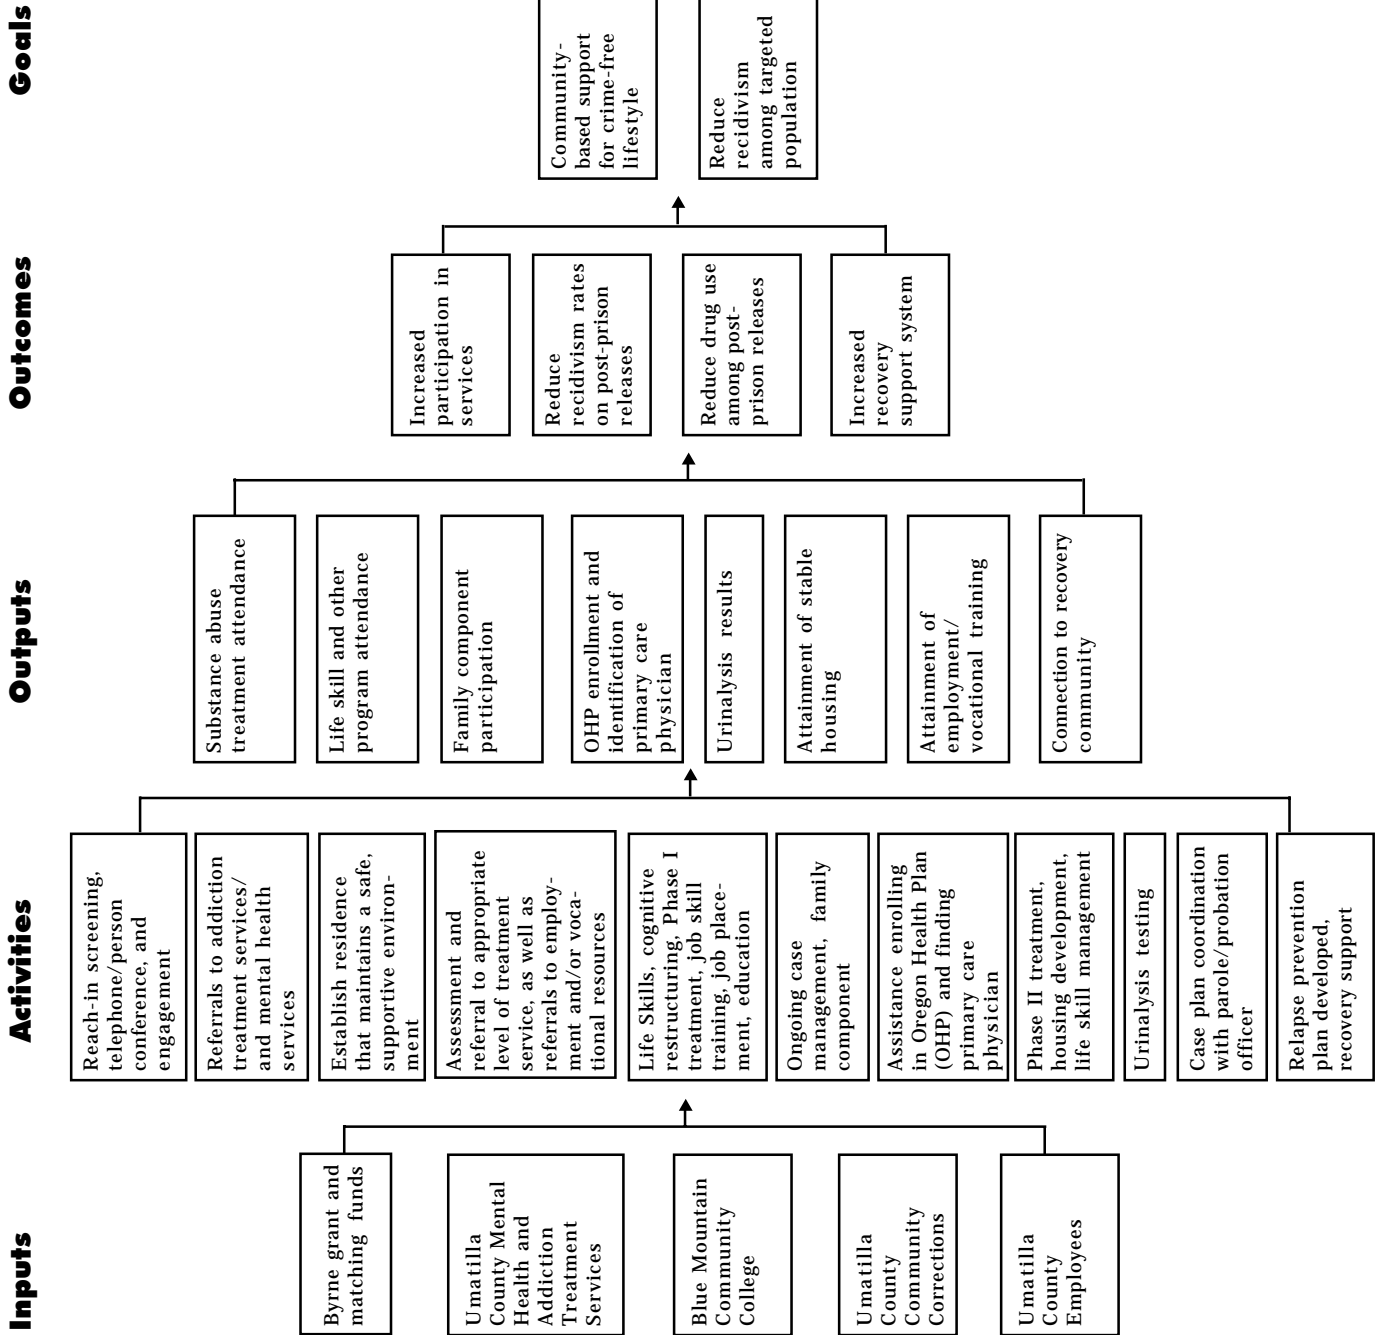 Inputs
Byrne grant and
matching funds
Umatilla
County Mental
Health and
Addiction
Treatment
Services
Blue Mountain
Community
College
Umatilla
County
Community
Corrections
Umatilla
County
Employees
Activities
Reach-in screening,
telephone/person
conference, and
engagement
Referrals to addiction
treatment services/
and mental health
services
Establish residence
that maintains a safe,
supportive environ-
ment
Assessment and
referral to appropriate
level of treatment
service, as well as
referrals to employ-
ment and/or voca-
tional resources
Life Skills, cognitive
restructuring, Phase I
treatment, job skill
training, job place-
ment, education
Ongoing case
management, family
component
Assistance enrolling
in Oregon Health Plan
(OHP) and finding
primary care
physician
Phase II treatment,
housing development,
life skill management
Urinalysis testing
Case plan coordination
with parole/probation
officer
Relapse prevention
plan developed,
recovery support
Outputs
Substance abuse
treatment attendance
Life skill and other
program attendance
Family component
participation
OHP enrollment and
identification of
primary care
physician
Urinalysis results
Attainment of stable
housing
Attainment of
employment/
vocational training
Connection to recovery
community
Outcomes
Increased
participation in
services
Reduce
recidivism rates
on post-prison
releases
Reduce drug use
among post-
prison releases
Increased
recovery
support system
Goals
Community-
based support
for crime-free
lifestyle
Reduce
recidivism
among targeted
population